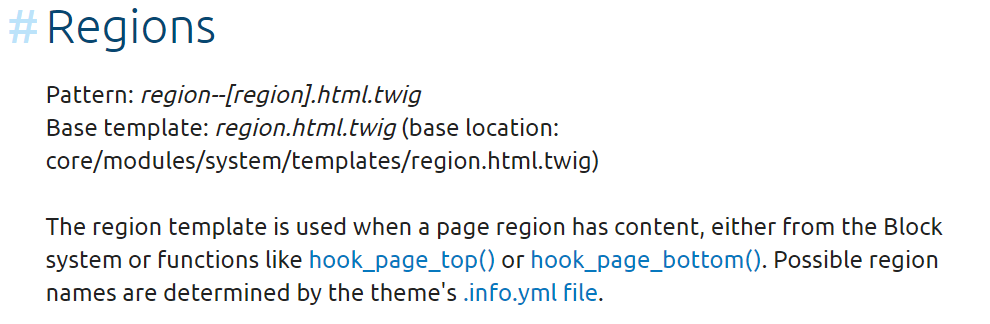 # Regions
Pattern: region--[region].html.twig
Base template: region.html.twig (base location:
core/modules/system/templates/region.html.twig)
The region template is used when a page region has content, either from the Block
system or functions like hook_page_top() or hook_page_bottom(). Possible region
names are determined by the theme's .info.yml file.